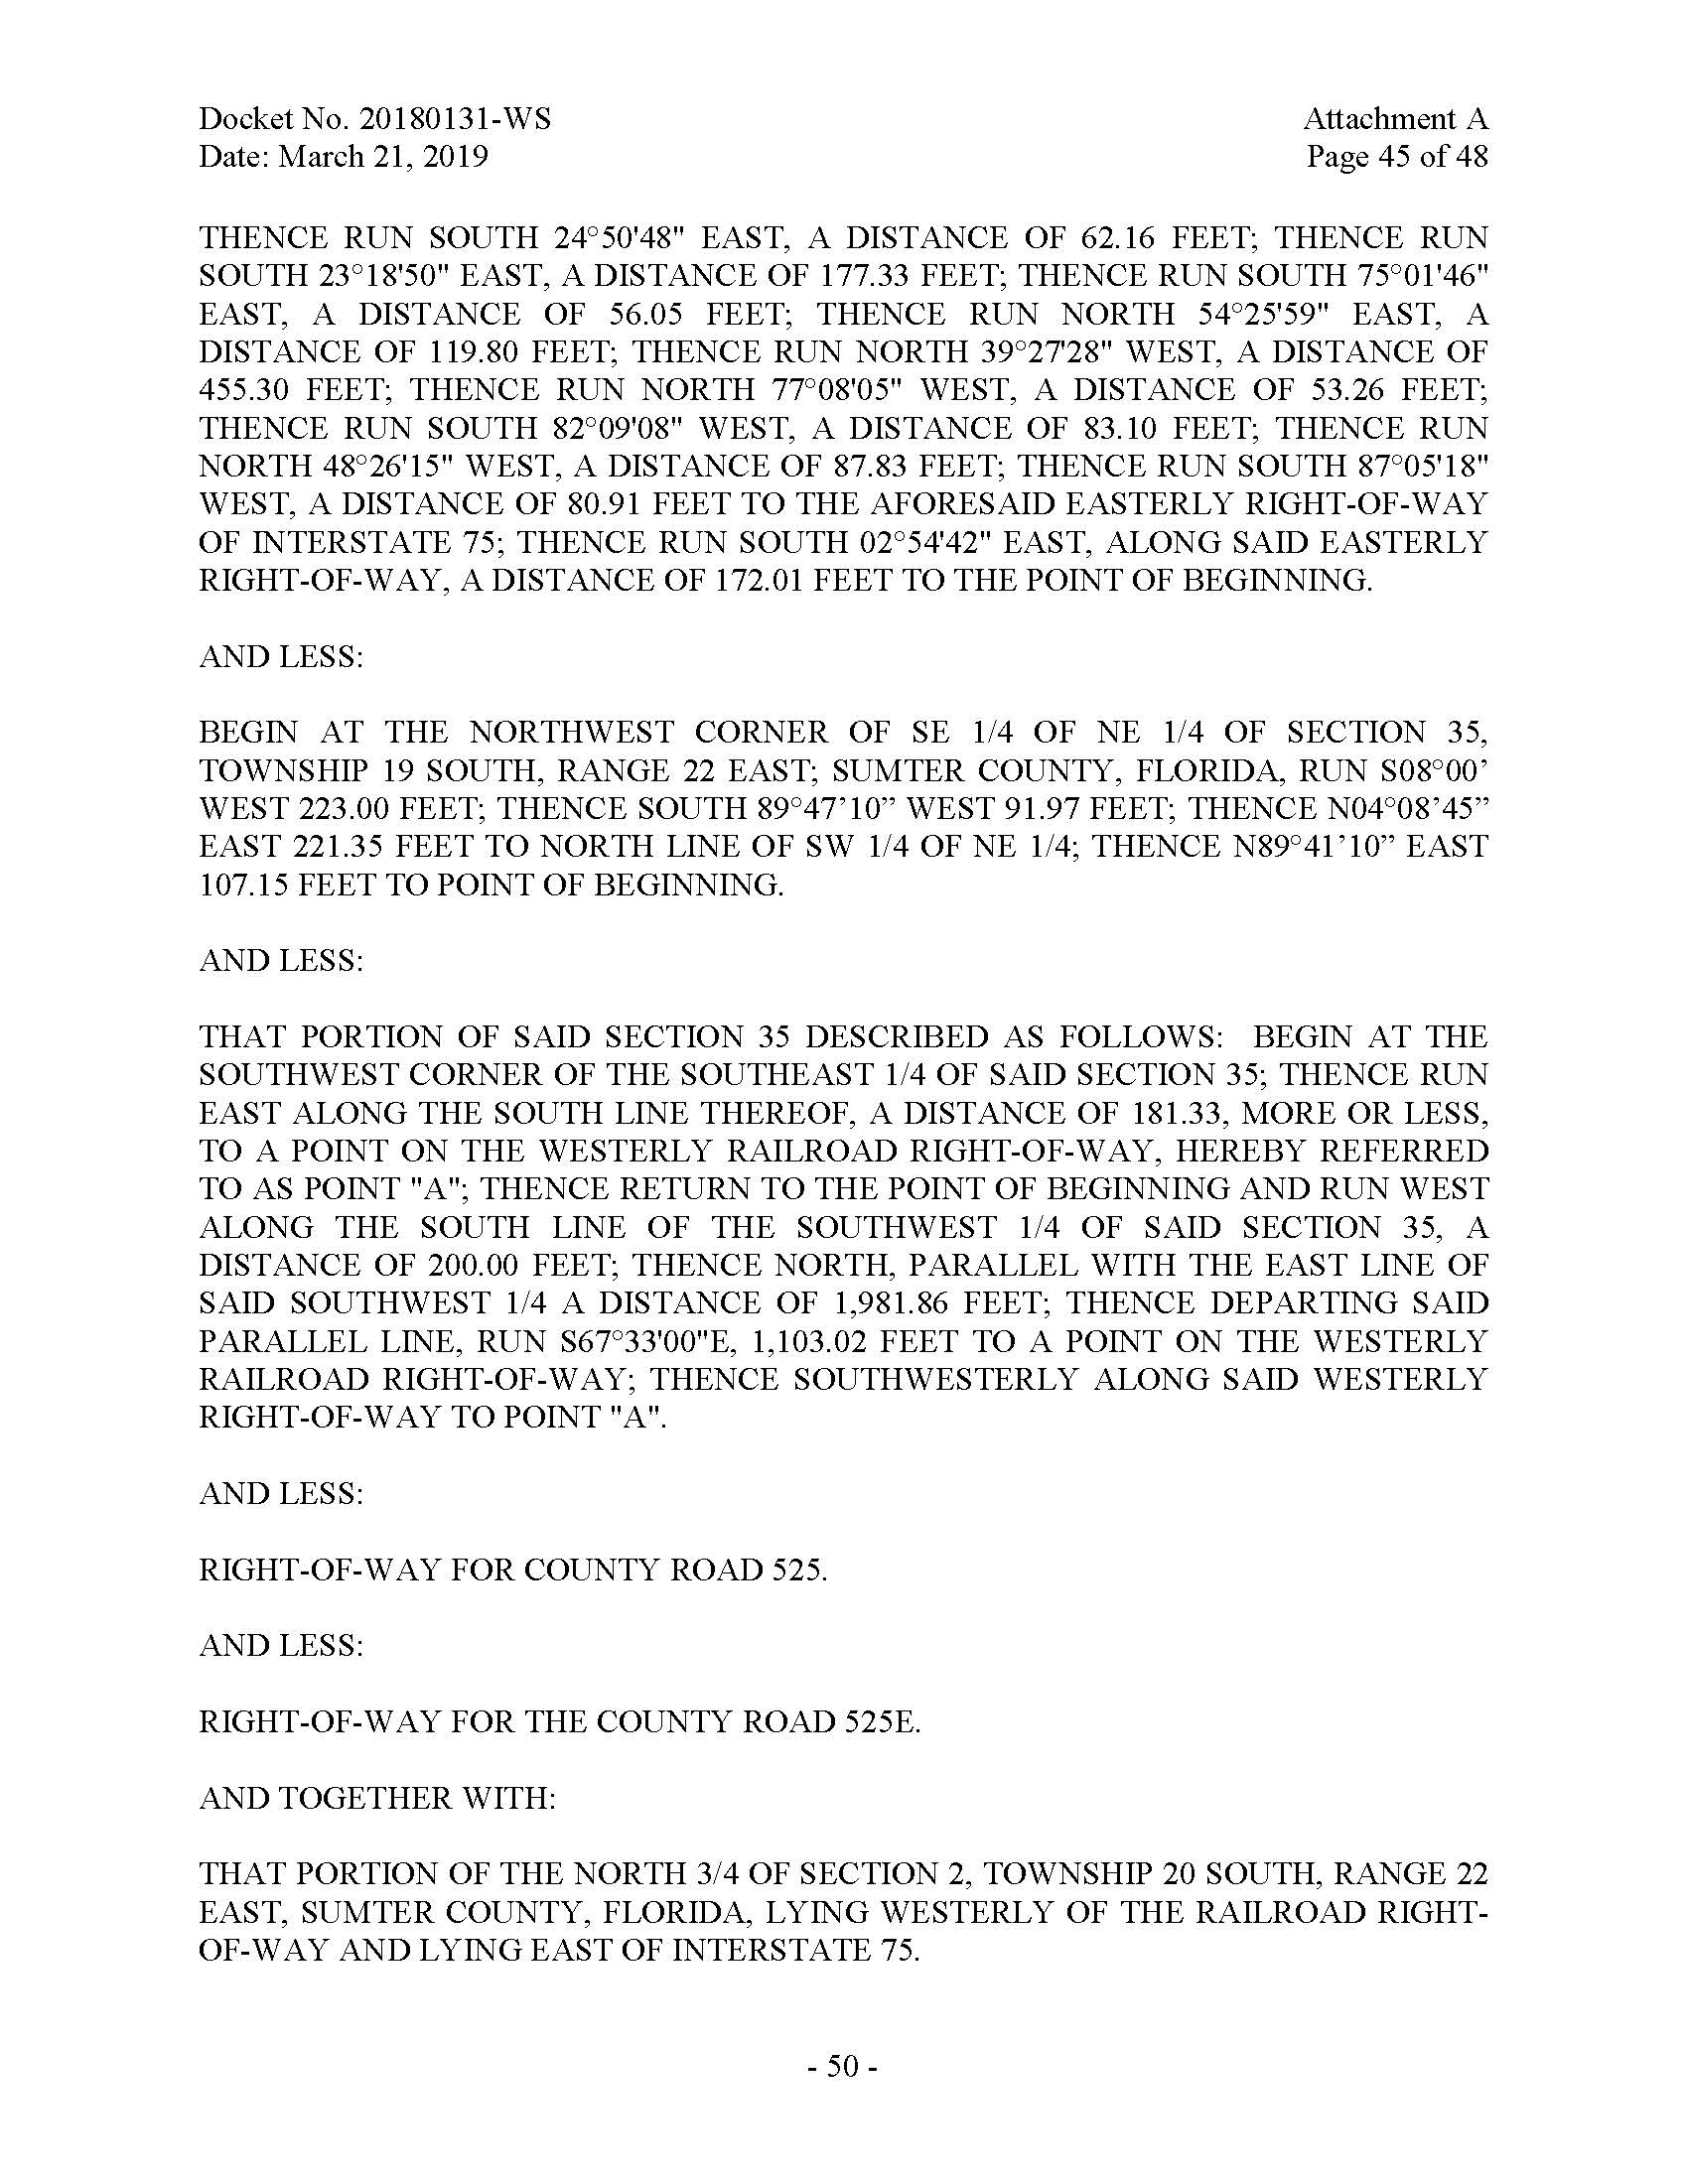 Docket No. 20180131-WS Attachment A
Date: March 21, 2019 Page 45 of 48
THENCE RUN SOUTH 24°50'48" EAST, A DISTANCE OF 62.16 FEET; THENCE RUN
SOUTH 23°18'50" EAST, A DISTANCE OF 177.33 FEET; THENCE RUN SOUTH 75°01'46"
EAST, A DISTANCE OF 56.05 FEET; THENCE RUN NORTH 54°25'59" EAST, A
DISTANCE OF 119.80 FEET; THENCE RUN NORTH 39°27'28" WEST, A DISTANCE OF
455.30 FEET; THENCE RUN NORTH 77°08'05" WEST, A DISTANCE OF 53.26 FEET;
THENCE RUN SOUTH 82°09'08" WEST, A DISTANCE OF 83.10 FEET; THENCE RUN
NORTH 48°26'15" WEST, A DISTANCE OF 87.83 FEET; THENCE RUN SOUTH 87°05'18"
WEST, A DISTANCE OF 80.91 FEET TO THE AFORESAID EASTERLY RIGHT-OF-WAY
OF INTERSTATE 75; THENCE RUN SOUTH 02°54'42" EAST, ALONG SAID EASTERLY
RIGHT-OF-WAY, A DISTANCE OF 172.01 FEET TO THE POINT OF BEGINNING.
AND LESS:
BEGIN AT THE NORTHWEST CORNER OF SE 1/4 OF NE 1/4 OF SECTION 35,
TOWNSHIP 19 SOUTH, RANGE 22 EAST; SUMTER COUNTY, FLORIDA, RUN S08°00’
WEST 223.00 FEET; THENCE SOUTH 89°47’10” WEST 91.97 FEET; THENCE N04°08’45”
EAST 221.35 FEET TO NORTH LINE OF SW 1/4 OF NE 1/4; THENCE N89°41’10” EAST
107.15 FEET TO POINT OF BEGINNING.
AND LESS:
THAT PORTION OF SAID SECTION 35 DESCRIBED AS FOLLOWS: BEGIN AT THE
SOUTHWEST CORNER OF THE SOUTHEAST 1/4 OF SAID SECTION 35; THENCE RUN
EAST ALONG THE SOUTH LINE THEREOF, A DISTANCE OF 181.33, MORE OR LESS,
TO A POINT ON THE WESTERLY RAILROAD RIGHT-OF-WAY, HEREBY REFERRED
TO AS POINT "A"; THENCE RETURN TO THE POINT OF BEGINNING AND RUN WEST
ALONG THE SOUTH LINE OF THE SOUTHWEST 1/4 OF SAID SECTION 35, A
DISTANCE OF 200.00 FEET; THENCE NORTH, PARALLEL WITH THE EAST LINE OF
SAID SOUTHWEST 1/4 A DISTANCE OF 1,981.86 FEET; THENCE DEPARTING SAID
PARALLEL LINE, RUN S67°33'00"E, 1,103.02 FEET TO A POINT ON THE WESTERLY
RAILROAD RIGHT-OF-WAY; THENCE SOUTHWESTERLY ALONG SAID WESTERLY
RIGHT-OF-WAY TO POINT "A".
AND LESS:
RIGHT-OF-WAY FOR COUNTY ROAD 525.
AND LESS:
RIGHT-OF-WAY FOR THE COUNTY ROAD 525E.
AND TOGETHER WITH:
THAT PORTION OF THE NORTH 3/4 OF SECTION 2, TOWNSHIP 20 SOUTH, RANGE 22
EAST, SUMTER COUNTY, FLORIDA, LYING WESTERLY OF THE RAILROAD RIGHT-
OF-WAY AND LYING EAST OF INTERSTATE 75.
- 50 -